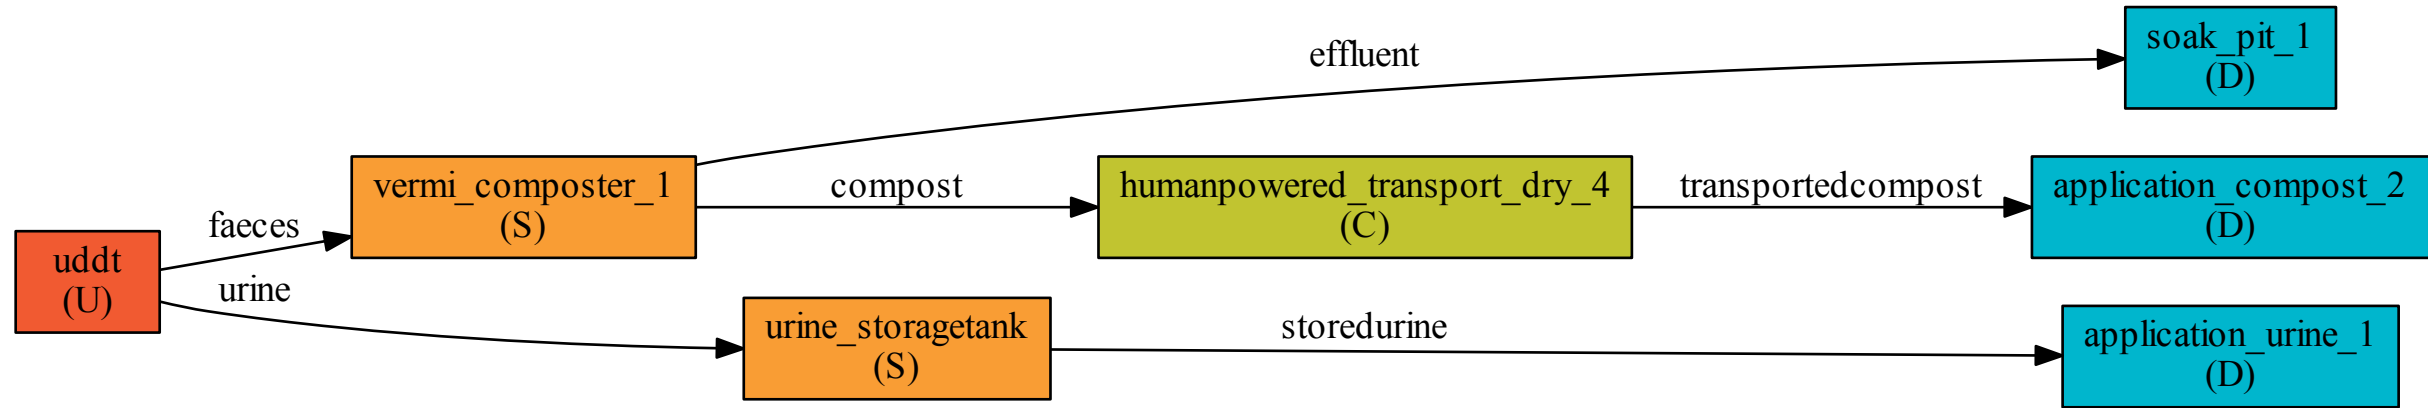 effluent
soak_pit_1
(D)
vermi_composter_1
(S)
compost
humanpowered_transport_dry_4
(C)
transportedcompost
application_compost_2
(D)
faeces
uddt
(U)
urine
urine_storagetank
(S)
storedurine
application_urine_1
(D)